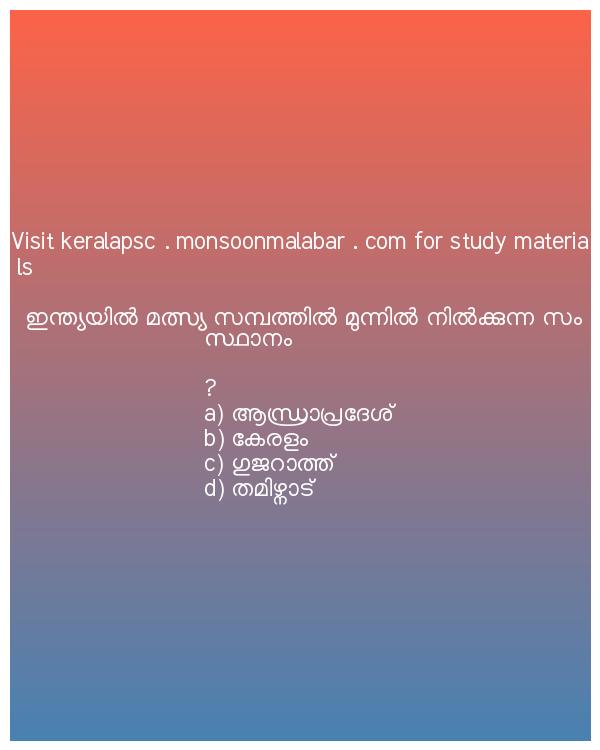 Visit keralapsc . monsoonmalabar . com for study materia
ls
ഇന്ത്യയിൽ മത്സ്യ സമ്പത്തിൽ മുന്നിൽ നിൽക്കുന്ന സം
സ്ഥാനം
?
a) ആന്ധ്രാപ്രദേശ്
b) കേരളം
c) ഗുജറാത്ത്
d) തമിഴ്നാട്